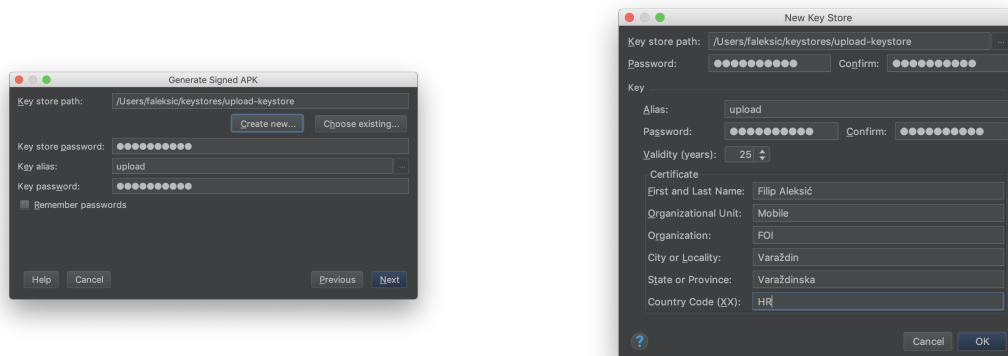 Generate Signed APK
Key store path: /Users/faleksic/keystores/upload-keystore
Create new... Choose existing...
Key store password: ●●●●●●●●●●
Key alias: upload ...
Key password: ●●●●●●●●●●
Remember passwords
Help Cancel Previous Next
New Key Store
Key store path: /Users/faleksic/keystores/upload-keystore ...
Password: ●●●●●●●●●● Confirm: ●●●●●●●●●●
Key
Alias: upload
Password: ●●●●●●●●●● Confirm: ●●●●●●●●●●
Validity (years): 25
Certificate
First and Last Name: Filip Aleksić
Organizational Unit: Mobile
Organization: FOI
City or Locality: Varaždin
State or Province: Varaždinska
Country Code (XX): HR
? Cancel OK